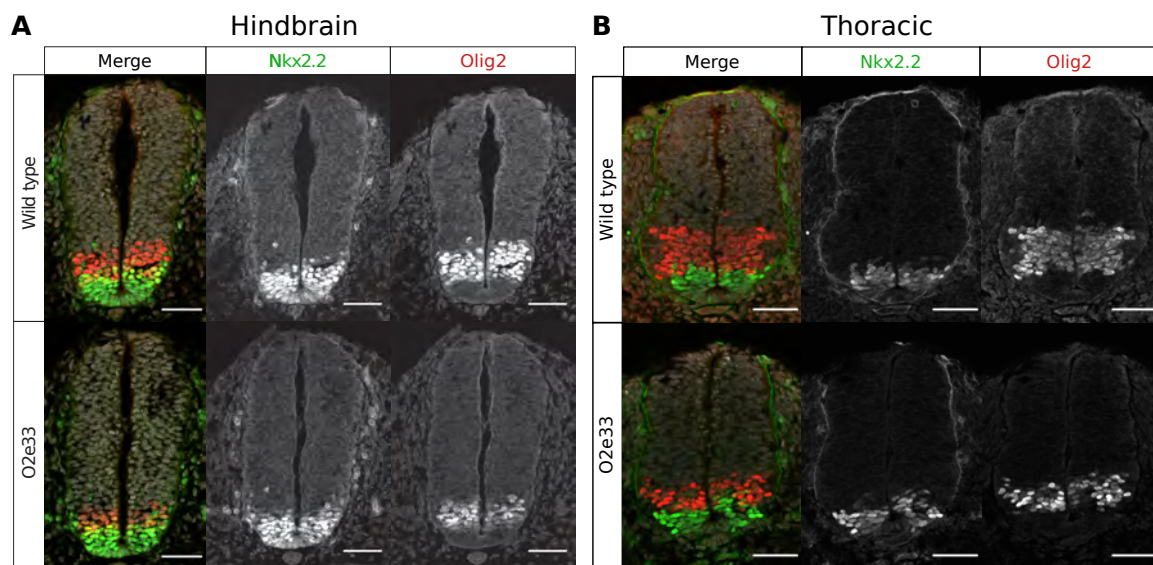 A Hindbrain
Merge Nkx2.2 Olig2
Wild type
O2e33
B Thoracic
Merge Nkx2.2 Olig2
Wild type
O2e33